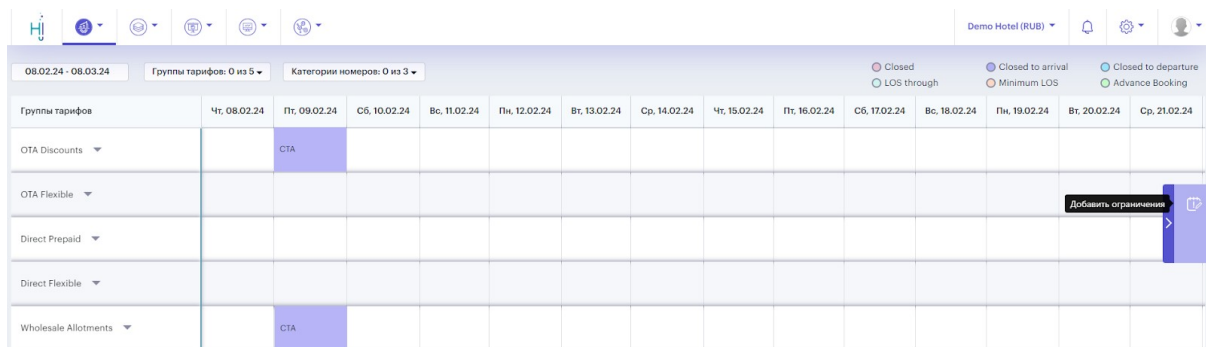 Hj
Demo Hotel (RUB)
08.02.24 - 08.03.24 Группы тарифов: 0 из 5 Категории номеров: 0 из 3
Closed Closed to arrival Closed to departure
LOS through Minimum LOS Advance Booking
Группы тарифов Чт, 08.02.24 Пт, 09.02.24 Сб, 10.02.24 Вс, 11.02.24 Пн, 12.02.24 Вт, 13.02.24 Ср, 14.02.24 Чт, 15.02.24 Пт, 16.02.24 Сб, 17.02.24 Вс, 18.02.24 Пн, 19.02.24 Вт, 20.02.24 Ср, 21.02.24
OTA Discounts CTA
OTA Flexible
Добавить ограничения
Direct Prepaid
Direct Flexible
Wholesale Allotments CTA